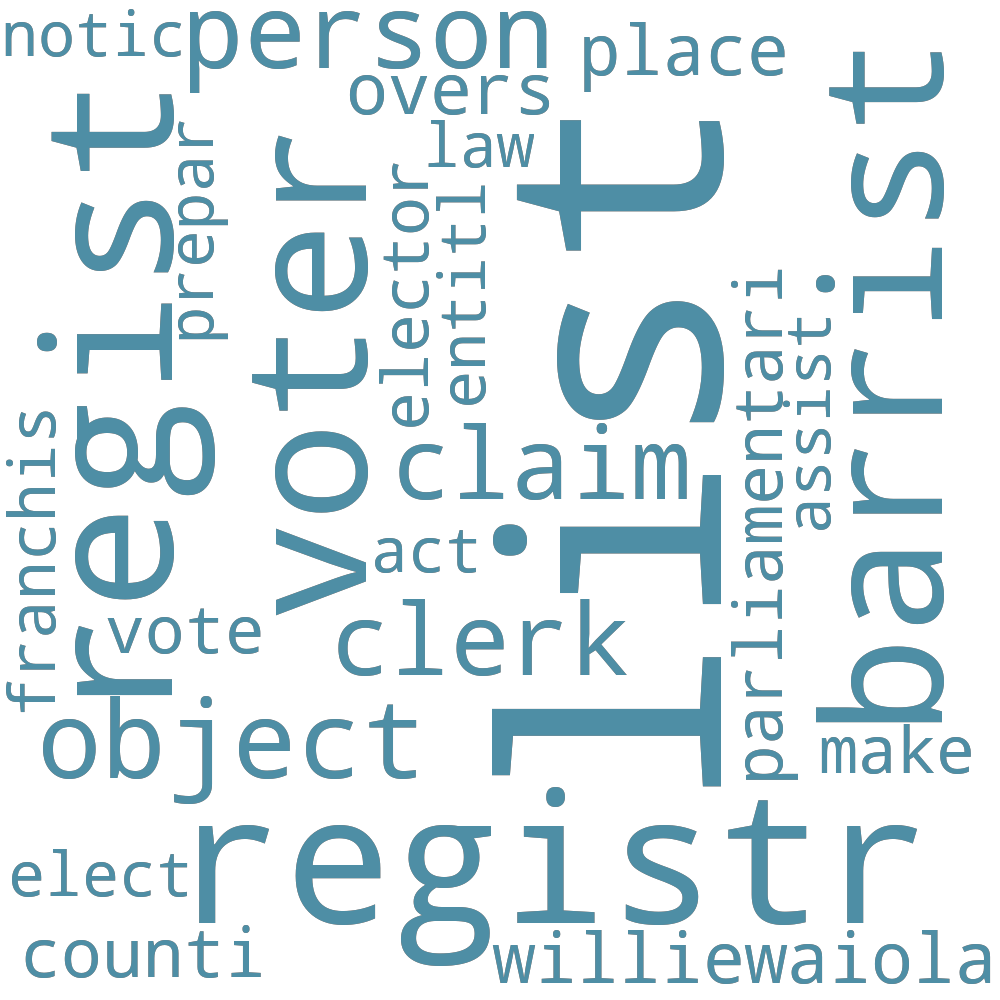 notic
person
place
overs
law
regist
prepar
voter
elector
entitl
list
barrist
parliamentari
assist
franchis
claim
act
vote
clerk
object
make
registr
elect
counti
williewaiola